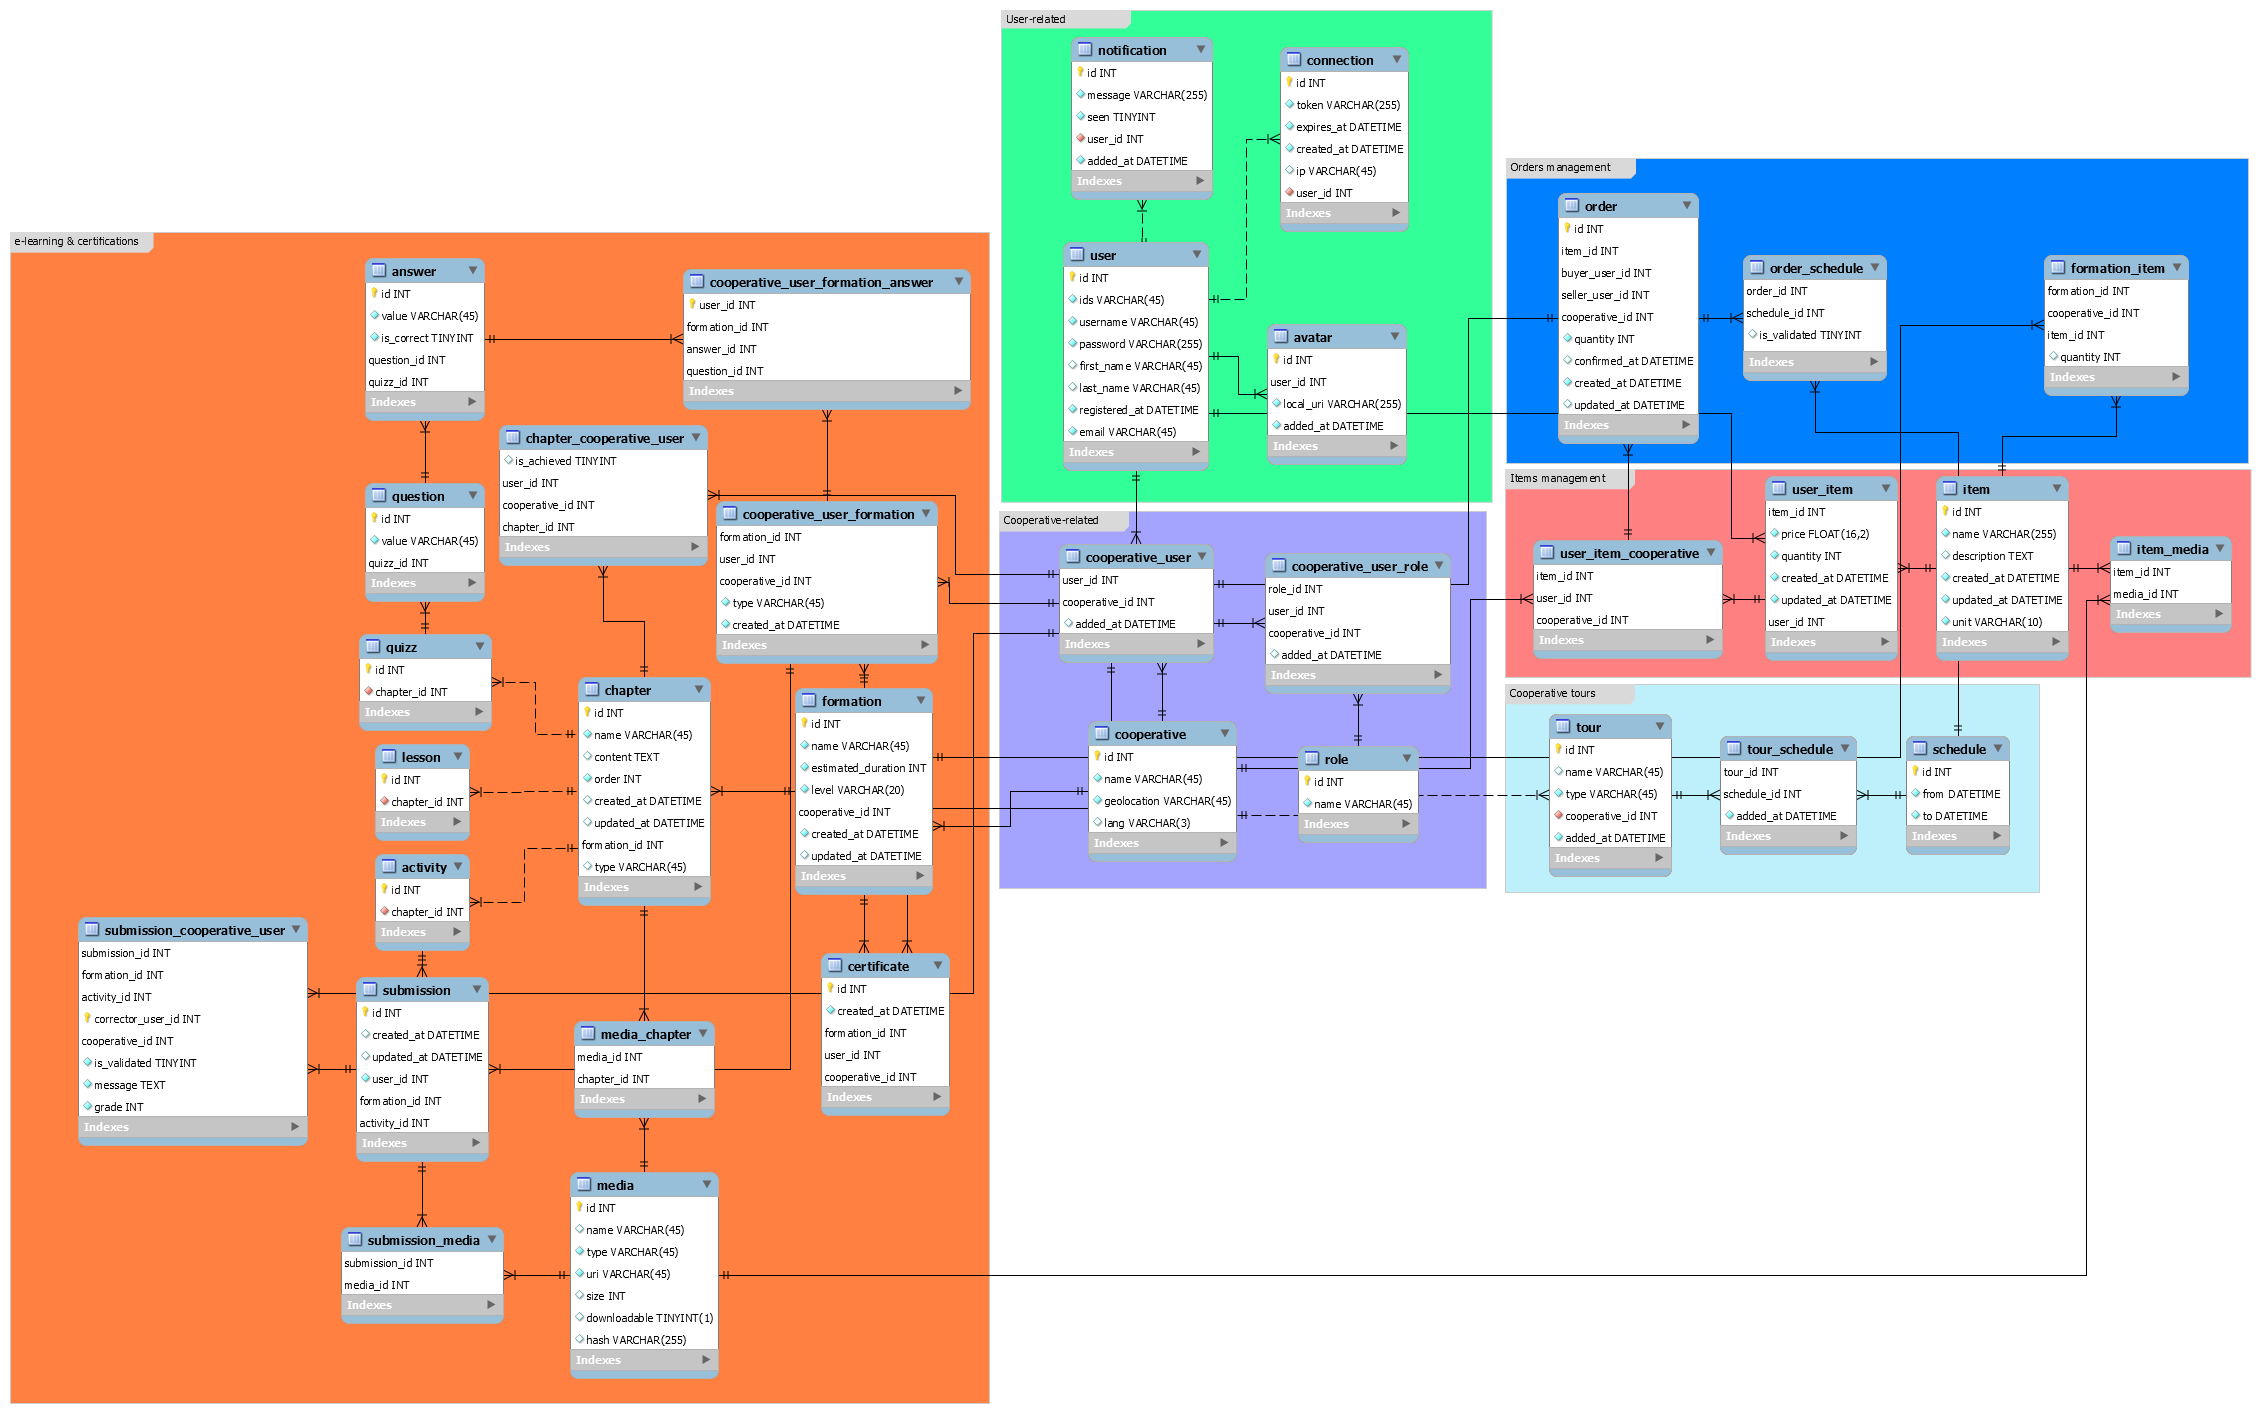 User-related
notification
id INT
message VARCHAR(255)
seen TINYINT
user_id INT
added_at DATETIME
Indexes
connection
id INT
token VARCHAR(255)
expires_at DATETIME
created_at DATETIME
ip VARCHAR(45)
user_id INT
Indexes
user
id INT
ids VARCHAR(45)
username VARCHAR(45)
password VARCHAR(255)
first_name VARCHAR(45)
last_name VARCHAR(45)
registered_at DATETIME
email VARCHAR(45)
Indexes
avatar
id INT
user_id INT
local_uri VARCHAR(255)
added_at DATETIME
Indexes
Orders management
order
id INT
item_id INT
buyer_user_id INT
seller_user_id INT
cooperative_id INT
quantity INT
confirmed_at DATETIME
created_at DATETIME
updated_at DATETIME
Indexes
order_schedule
order_id INT
schedule_id INT
is_validated TINYINT
Indexes
formation_item
formation_id INT
cooperative_id INT
item_id INT
quantity INT
Indexes
e-learning & certifications
answer
id INT
value VARCHAR(45)
is_correct TINYINT
question_id INT
quizz_id INT
Indexes
cooperative_user_formation_answer
user_id INT
formation_id INT
answer_id INT
question_id INT
Indexes
chapter_cooperative_user
is_achieved TINYINT
user_id INT
cooperative_id INT
chapter_id INT
Indexes
question
id INT
value VARCHAR(45)
quizz_id INT
Indexes
cooperative_user_formation
formation_id INT
user_id INT
cooperative_id INT
type VARCHAR(45)
created_at DATETIME
Indexes
quizz
id INT
chapter_id INT
Indexes
chapter
id INT
name VARCHAR(45)
content TEXT
order INT
created_at DATETIME
updated_at DATETIME
formation_id INT
type VARCHAR(45)
Indexes
formation
id INT
name VARCHAR(45)
estimated_duration INT
level VARCHAR(20)
cooperative_id INT
created_at DATETIME
updated_at DATETIME
Indexes
lesson
id INT
chapter_id INT
Indexes
activity
id INT
chapter_id INT
Indexes
submission_cooperative_user
submission_id INT
formation_id INT
activity_id INT
corrector_user_id INT
cooperative_id INT
is_validated TINYINT
message TEXT
grade INT
Indexes
submission
id INT
created_at DATETIME
updated_at DATETIME
user_id INT
formation_id INT
activity_id INT
Indexes
certificate
id INT
created_at DATETIME
formation_id INT
user_id INT
cooperative_id INT
Indexes
media_chapter
media_id INT
chapter_id INT
Indexes
media
id INT
name VARCHAR(45)
type VARCHAR(45)
uri VARCHAR(45)
size INT
downloadable TINYINT(1)
hash VARCHAR(255)
Indexes
submission_media
submission_id INT
media_id INT
Indexes
Cooperative-related
cooperative_user
user_id INT
cooperative_id INT
added_at DATETIME
Indexes
cooperative_user_role
role_id INT
user_id INT
cooperative_id INT
added_at DATETIME
Indexes
cooperative
id INT
name VARCHAR(45)
geolocation VARCHAR(45)
lang VARCHAR(3)
Indexes
role
id INT
name VARCHAR(45)
Indexes
Items management
user_item_cooperative
item_id INT
user_id INT
cooperative_id INT
Indexes
user_item
item_id INT
price FLOAT(16,2)
quantity INT
created_at DATETIME
updated_at DATETIME
user_id INT
Indexes
item
id INT
name VARCHAR(255)
description TEXT
created_at DATETIME
updated_at DATETIME
unit VARCHAR(10)
Indexes
item_media
item_id INT
media_id INT
Indexes
Cooperative tours
tour
id INT
name VARCHAR(45)
type VARCHAR(45)
cooperative_id INT
added_at DATETIME
Indexes
tour_schedule
tour_id INT
schedule_id INT
added_at DATETIME
Indexes
schedule
id INT
from DATETIME
to DATETIME
Indexes